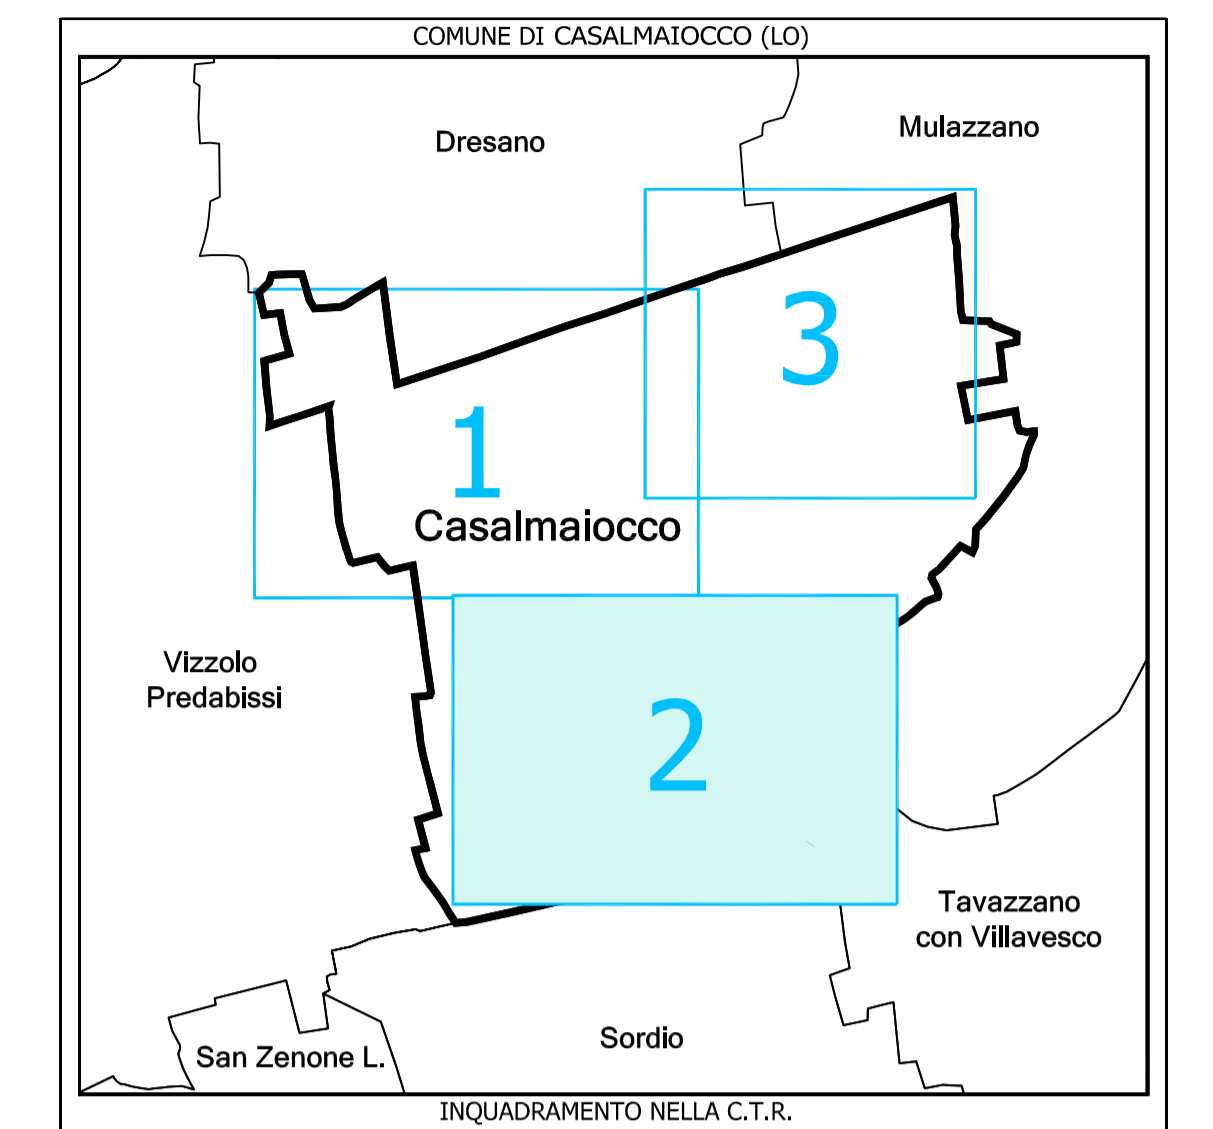 COMUNE DI CASALMAIOCCO (LO)
Mulazzano
Dresano
3
1
Casalmaiocco
Vizzolo
Predabissi
2
Tavazzano
con Villavesco
Sordio
San Zenone L.
INQUADRAMENTO NELLA C.T.R.